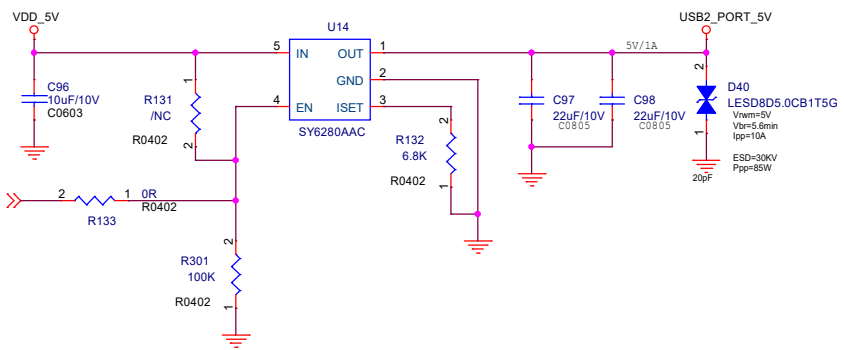 VDD_5V
USB2_PORT_5V
U14
5
IN
OUT
1
5V/1A
C96
10uF/10V
C0603
1
R131
/NC
R0402
2
GND
2
4
EN
ISET
3
SY6280AAC
2
R132
6.8K
R0402
1
C97
22uF/10V
C0805
C98
22uF/10V
C0805
2
D40
LESD8D5.0CB1T5G
Vrwm=5V
Vbr=5.6min
Ipp=10A
1
ESD=30KV
Ppp=85W
20pF
2
1
0R
R0402
R133
2
R301
100K
R0402
1